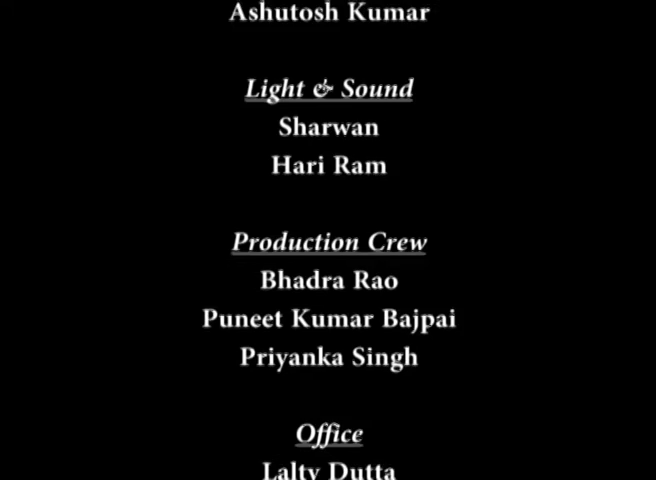 Ashutosh Kumar
Light & Sound
Sharwan
Hari Ram
Production Crew
Bhadra Rao
Puneet Kumar Bajpai
Priyanka Singh
Office
Lalty Dutta